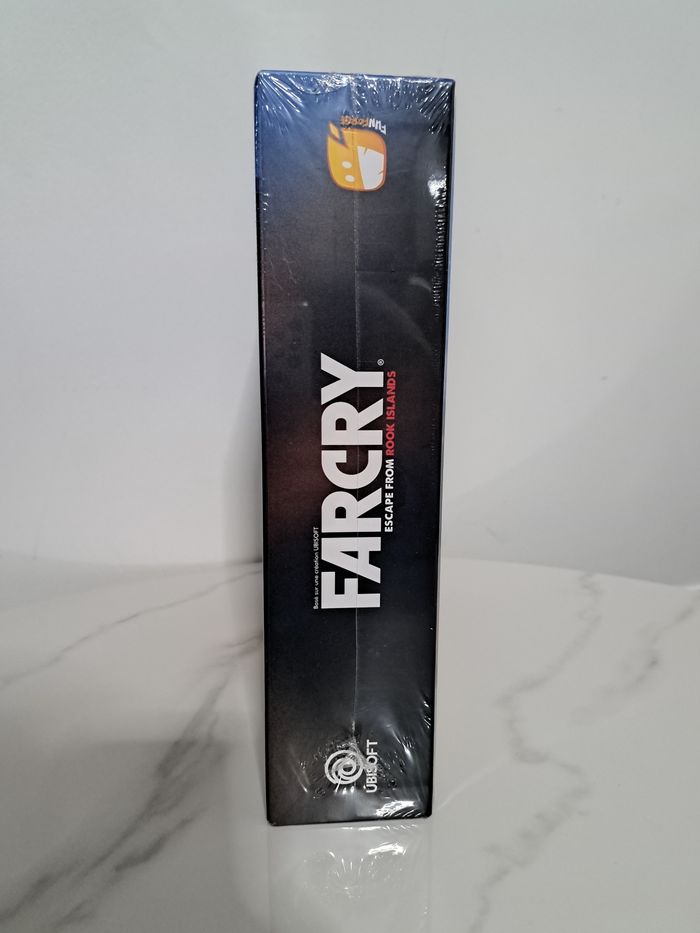 FUNFORGE
Basé sur une création UBISOFT
FARCRY®
ESCAPE FROM ROOK ISLANDS
UBISOFT